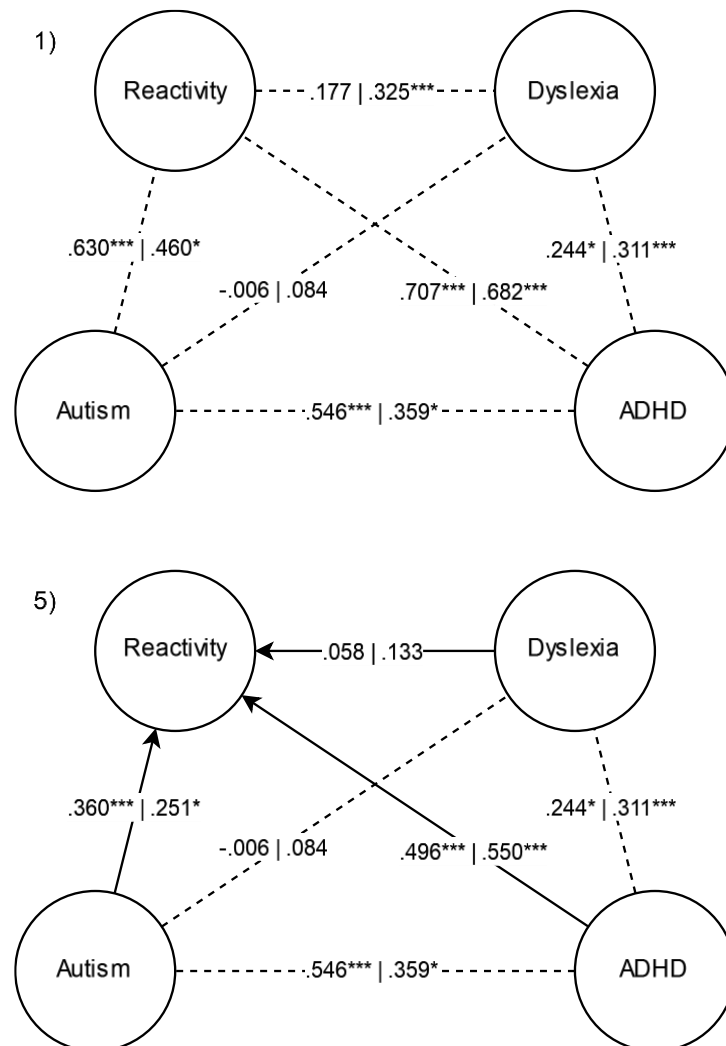 1)
Reactivity
.177 | .325***
Dyslexia
.630*** | .460*
-.006 | .084
.707*** | .682***
.244* | .311***
Autism
.546*** | .359*
ADHD
5)
Reactivity
.058 | .133
Dyslexia
.360*** | .251*
-.006 | .084
.496*** | .550***
.244* | .311***
Autism
.546*** | .359*
ADHD